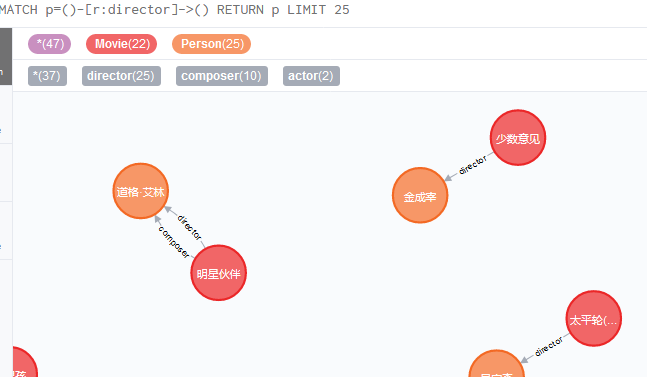 MATCH p=()-[r:director]->() RETURN p LIMIT 25
*(47) Movie(22) Person(25)
*(37) director(25) composer(10) actor(2)
少数意见
director
道格·艾林
金成幸
director
composer
明星伙伴
太平轮(...
director
孩